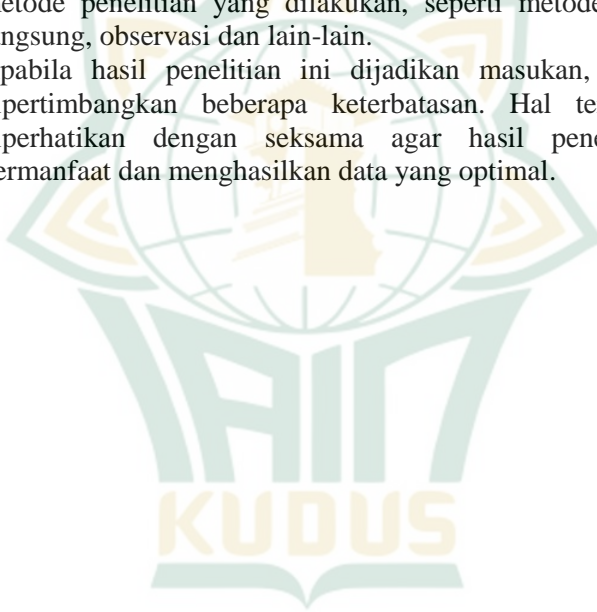 etode penelitian yang dilakukan, seperti metode
ngsung, observasi dan lain-lain.
pabila hasil penelitian ini dijadikan masukan,
pertimbangkan beberapa keterbatasan. Hal te
perhatikan dengan seksama agar hasil pene
ermanfaat dan menghasilkan data yang optimal.
IAIN
KUDUS